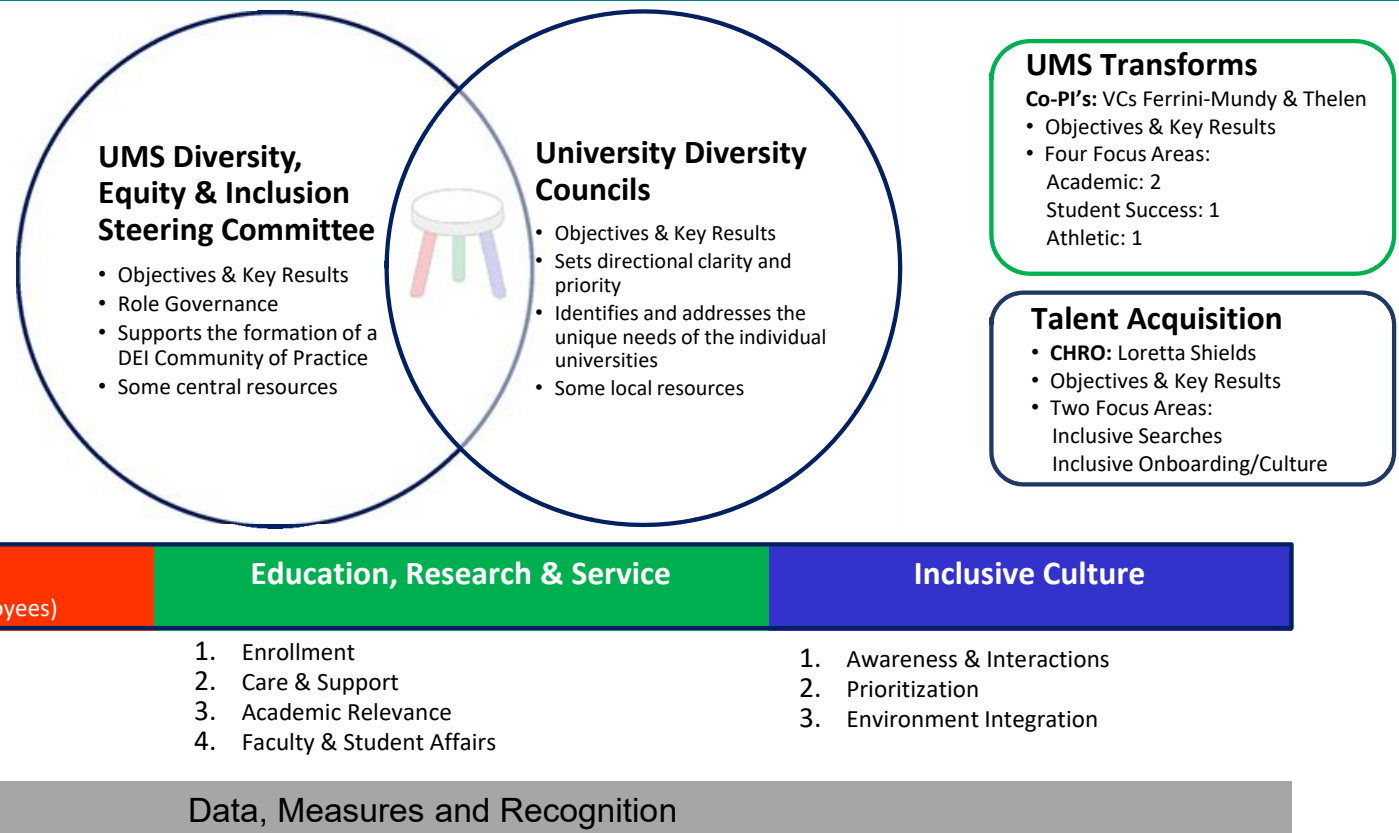 UMS Diversity,
Equity & Inclusion
Steering Committee
• Objectives & Key Results
• Role Governance
• Supports the formation of a
DEI Community of Practice
• Some central resources
University Diversity
Councils
• Objectives & Key Results
• Sets directional clarity and
priority
• Identifies and addresses the
unique needs of the individual
universities
• Some local resources
UMS Transforms
Co-PI's: VCs Ferrini-Mundy & Thelen
• Objectives & Key Results
• Four Focus Areas:
Academic: 2
Student Success: 1
Athletic: 1
Talent Acquisition
• CHRO: Loretta Shields
• Objectives & Key Results
• Two Focus Areas:
Inclusive Searches
Inclusive Onboarding/Culture
oyees)
Education, Research & Service
1. Enrollment
2. Care & Support
3. Academic Relevance
4. Faculty & Student Affairs
Inclusive Culture
1. Awareness & Interactions
2. Prioritization
3. Environment Integration
Data, Measures and Recognition